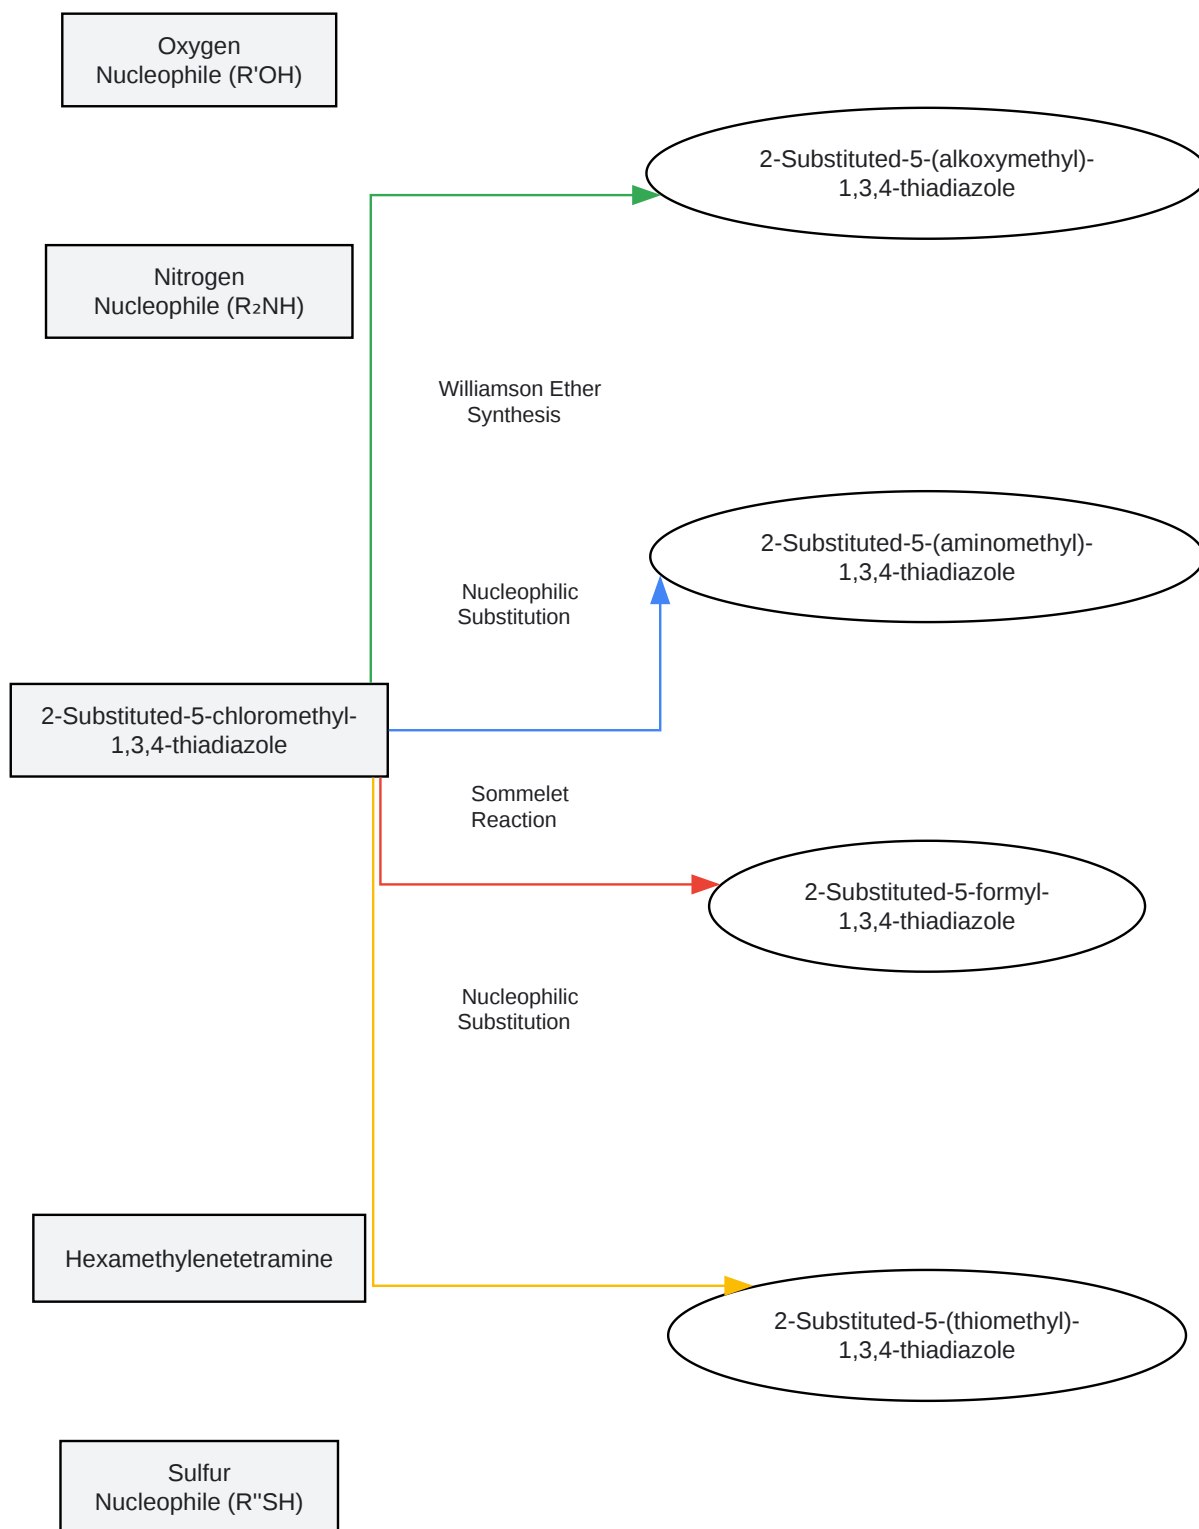 Oxygen
Nucleophile (R'OH)
2-Substituted-5-(alkoxymethyl)-
1,3,4-thiadiazole
Nitrogen
Nucleophile (R₂NH)
Williamson Ether
Synthesis
2-Substituted-5-(aminomethyl)-
1,3,4-thiadiazole
Nucleophilic
Substitution
2-Substituted-5-chloromethyl-
1,3,4-thiadiazole
Sommelet
Reaction
2-Substituted-5-formyl-
1,3,4-thiadiazole
Nucleophilic
Substitution
Hexamethylenetetramine
2-Substituted-5-(thiomethyl)-
1,3,4-thiadiazole
Sulfur
Nucleophile (R''SH)